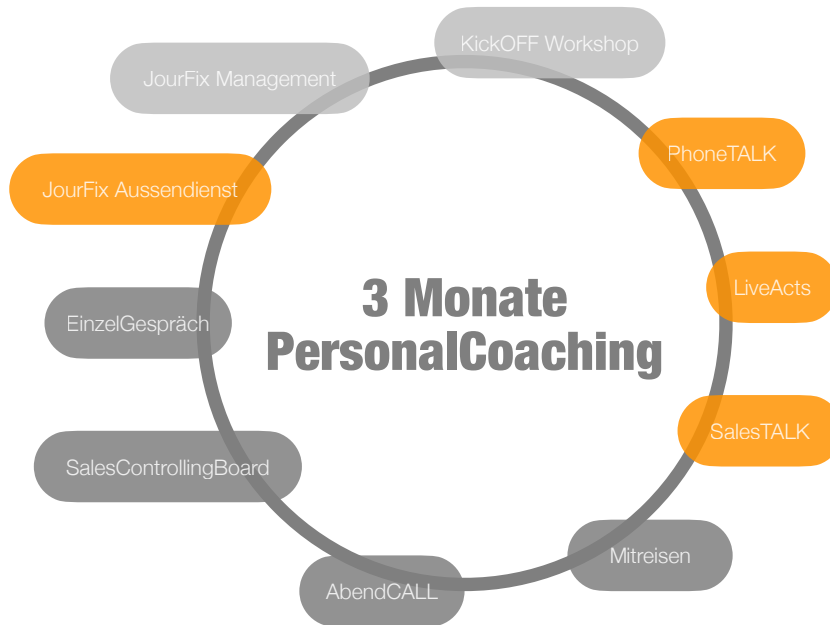 KickOFF Workshop
JourFix Management
PhoneTALK
JourFix Aussendienst
LiveActs
3 Monate
PersonalCoaching
EinzelGespräch
SalesTALK
SalesControllingBoard
Mitreisen
AbendCALL